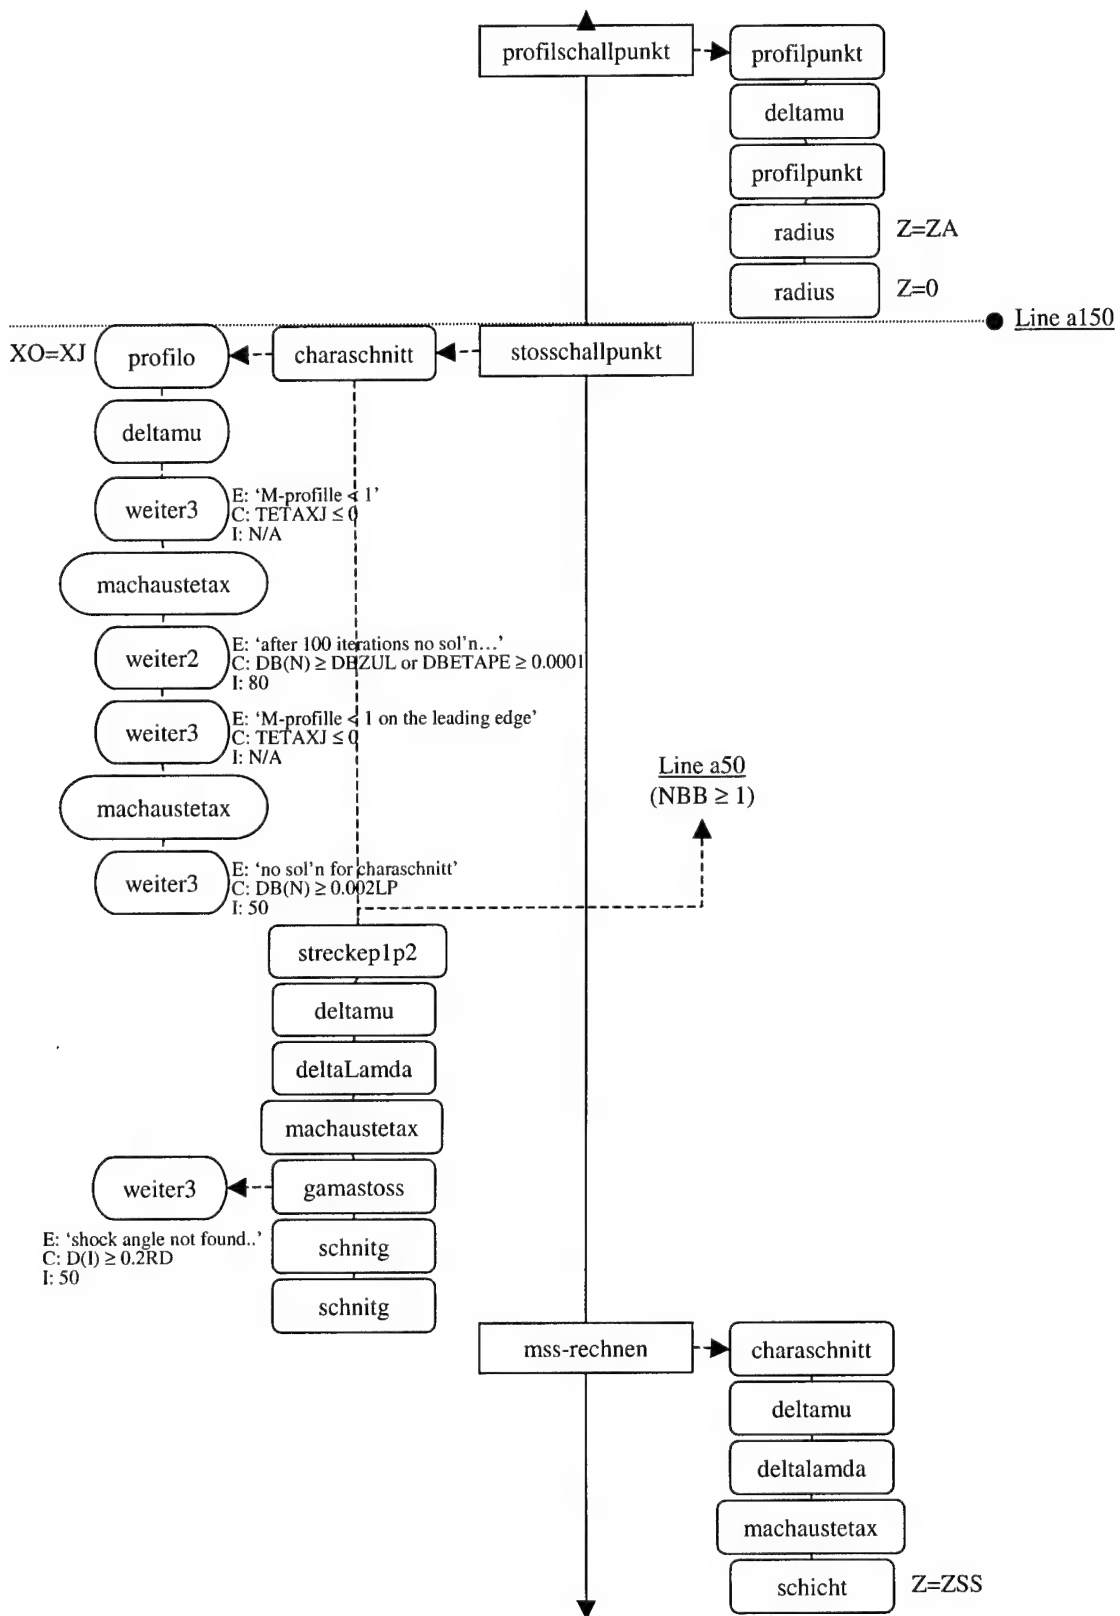 profilschallpunkt
profilpunkt
deltamu
profilpunkt
radius
Z=ZA
radius
Z=0
Line a150
XO=XJ
profilo
charaschnitt
stosschallpunkt
deltamu
weiter3
E: ‘M-profille < 1’
C: TETAXJ ≤ 0
I: N/A
machaustetax
weiter2
E: ‘after 100 iterations no sol’n…’
C: DB(N) ≥ DBZUL or DBETAPE ≥ 0.0001
I: 80
weiter3
E: ‘M-profille < 1 on the leading edge’
C: TETAXJ ≤ 0
I: N/A
Line a50
(NBB ≥ 1)
machaustetax
weiter3
E: ‘no sol’n for charaschnitt’
C: DB(N) ≥ 0.002LP
I: 50
streckep1p2
deltamu
deltaLamda
machaustetax
weiter3
gamastoss
E: ‘shock angle not found..’
C: D(I) ≥ 0.2RD
I: 50
schnitg
schnitg
mss-rechnen
charaschnitt
deltamu
deltalamda
machaustetax
schicht
Z=ZSS